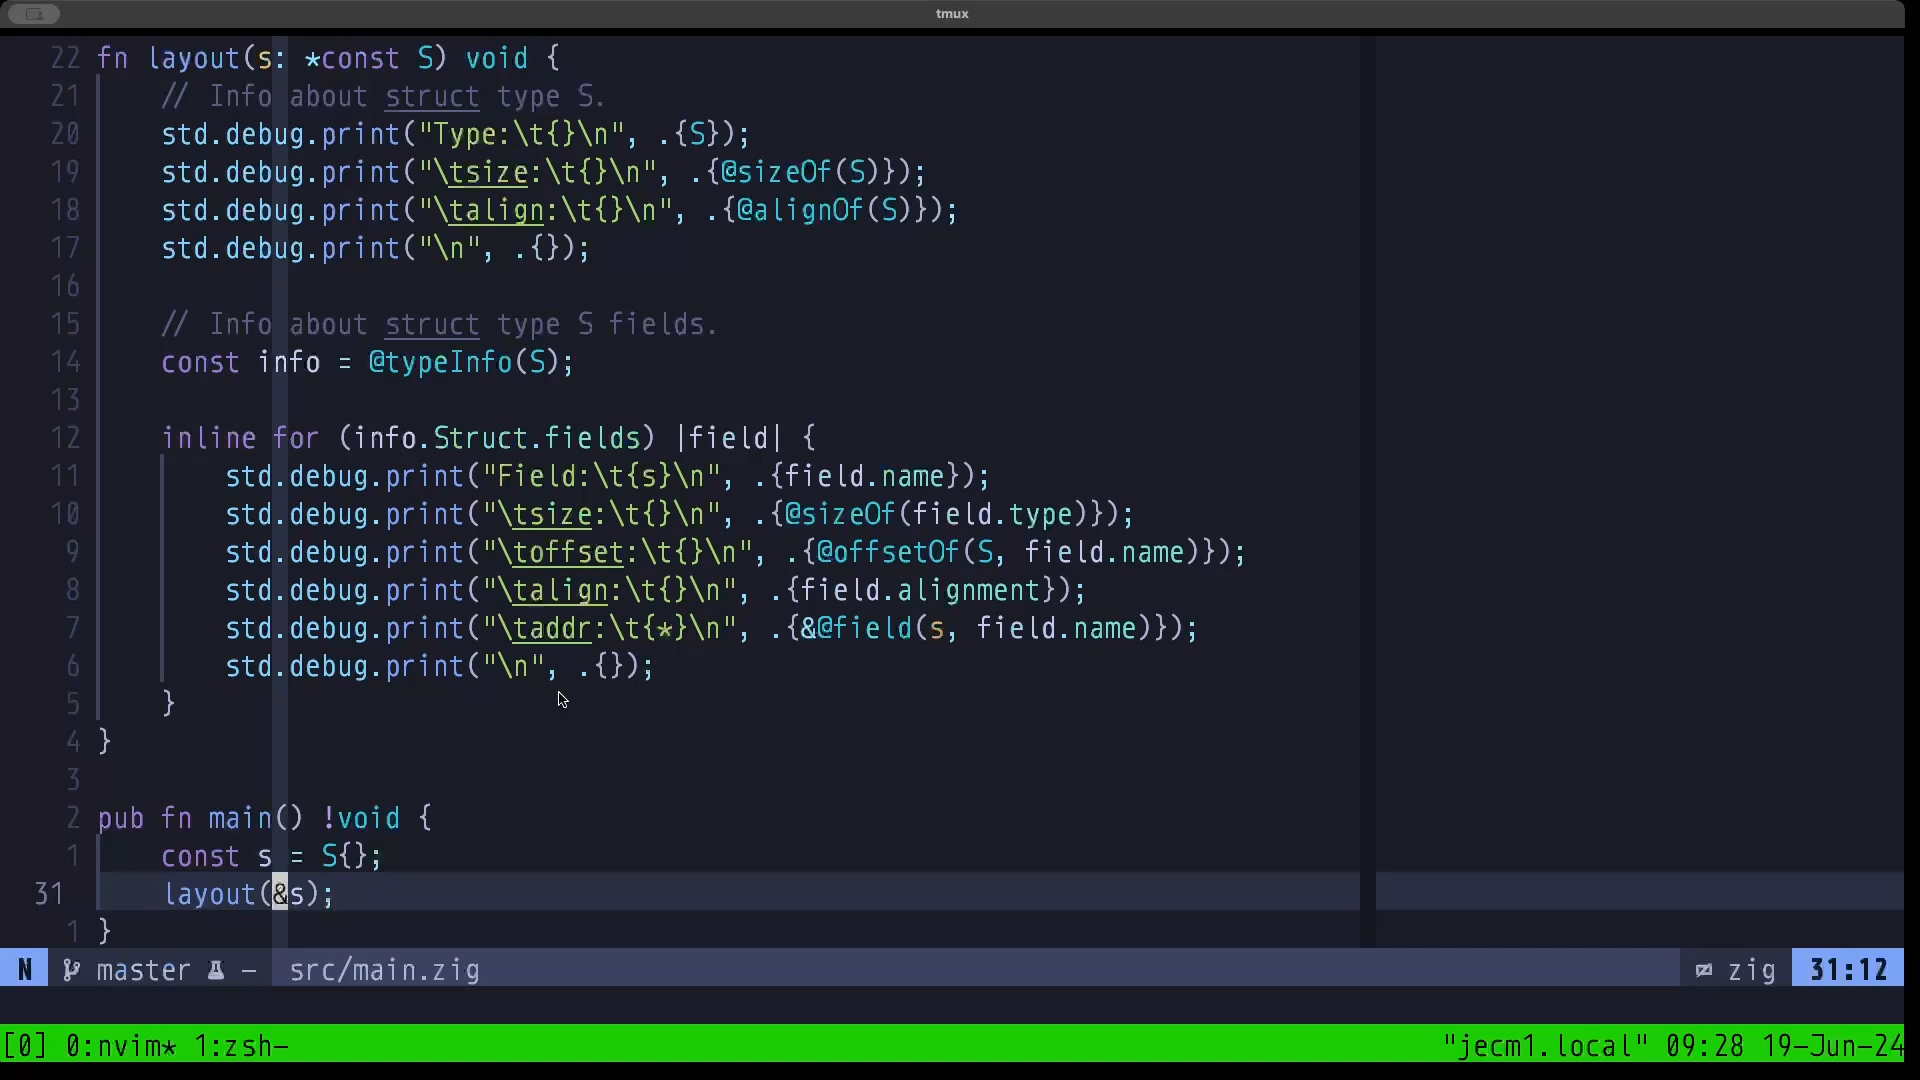 tmux
22 fn layout(s: *const S) void {
21     // Info about struct type S.
20     std.debug.print("Type:\t{}\n", .{S});
19     std.debug.print("\tsize:\t{}\n", .{@sizeOf(S)});
18     std.debug.print("\talign:\t{}\n", .{@alignOf(S)});
17     std.debug.print("\n", .{});
16
15     // Info about struct type S fields.
14     const info = @typeInfo(S);
13
12     inline for (info.Struct.fields) |field| {
11         std.debug.print("Field:\t{s}\n", .{field.name});
10         std.debug.print("\tsize:\t{}\n", .{@sizeOf(field.type)});
9         std.debug.print("\toffset:\t{}\n", .{@offsetOf(S, field.name)});
8         std.debug.print("\talign:\t{}\n", .{field.alignment});
7         std.debug.print("\taddr:\t{*}\n", .{&@field(s, field.name)});
6         std.debug.print("\n", .{});
5     }
4 }
3
2 pub fn main() !void {
1     const s = S{};
31     layout(&s);
1 }
N master – src/main.zig zig 31:12
[0] 0:nvim* 1:zsh- "jecm1.local" 09:28 19-Jun-24